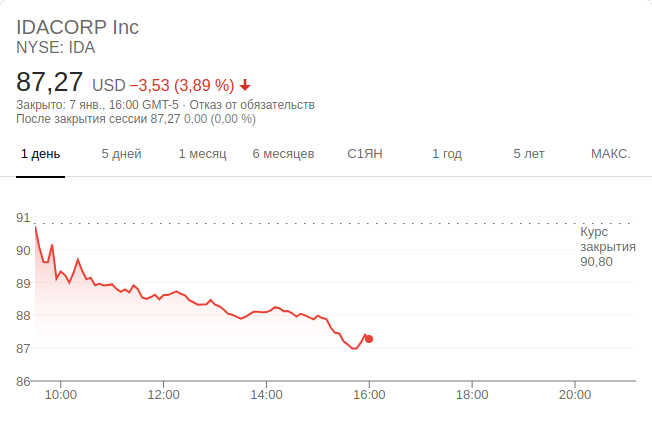 IDACORP Inc
NYSE: IDA
87,27 USD −3,53 (3,89 %)
Закрыто: 7 янв., 16:00 GMT-5 · Отказ от обязательств
После закрытия сессии 87,27 0,00 (0,00 %)
1 день 5 дней 1 месяц 6 месяцев С1ЯН 1 год 5 лет МАКС.
91
Курс
закрытия
90,80
90
89
88
87
86
10:00 12:00 14:00 16:00 18:00 20:00